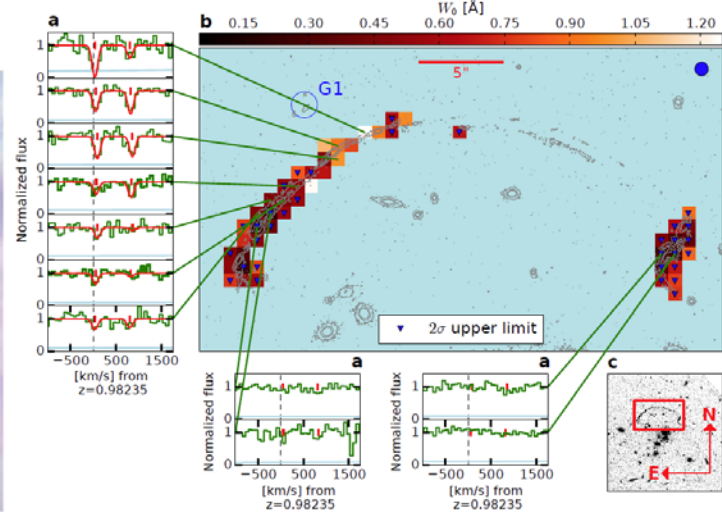 a
b
W₀ [Å]
0.15 0.30 0.45 0.60 0.75 0.90 1.05 1.20
G1
5"
1
0
1
0
1
0
1
0
1
0
1
0
1
0
Normalized flux
−500 500 1500
[km/s] from
z=0.98235
2σ upper limit
a
1
0
1
0
Normalized flux
−500 500 1500
[km/s] from
z=0.98235
a
1
0
1
0
Normalized flux
−500 500 1500
[km/s] from
z=0.98235
c
N
E